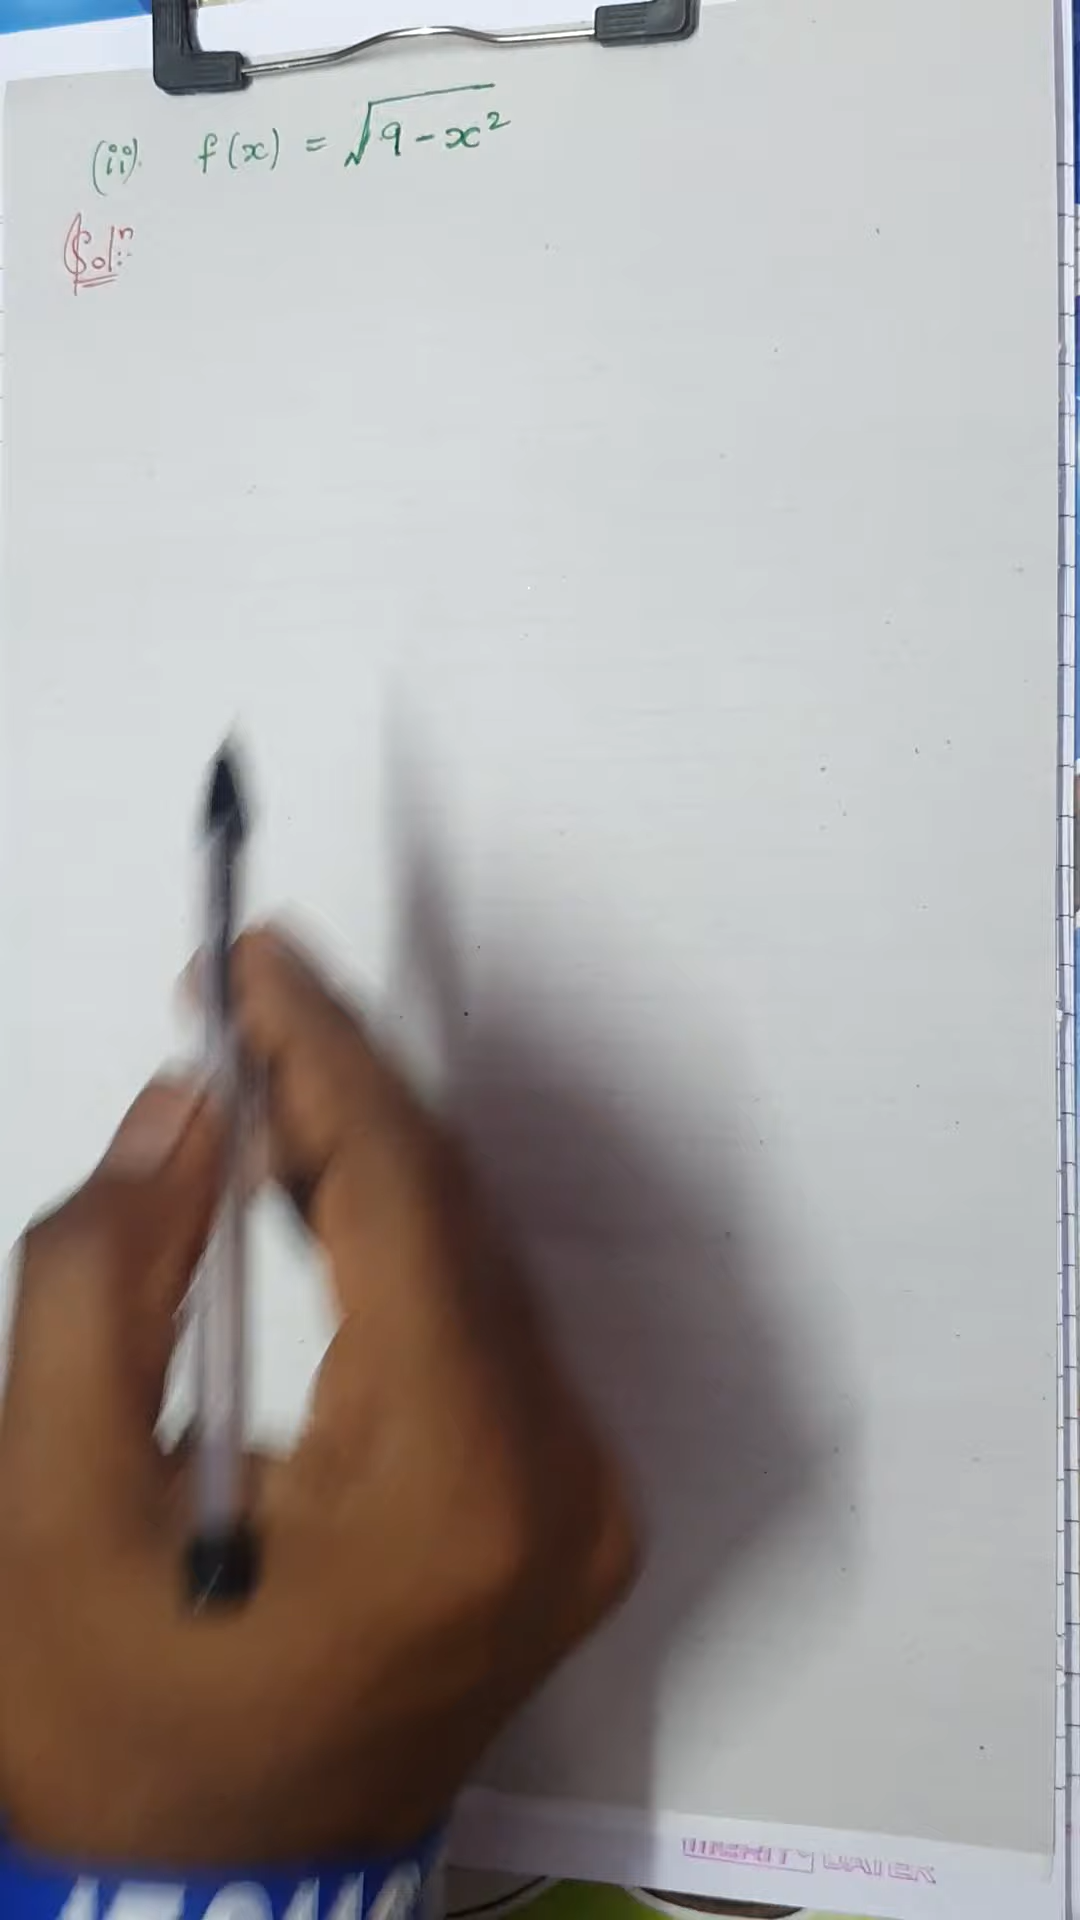 (ii). f(x) = √9-x²
Solⁿ:-